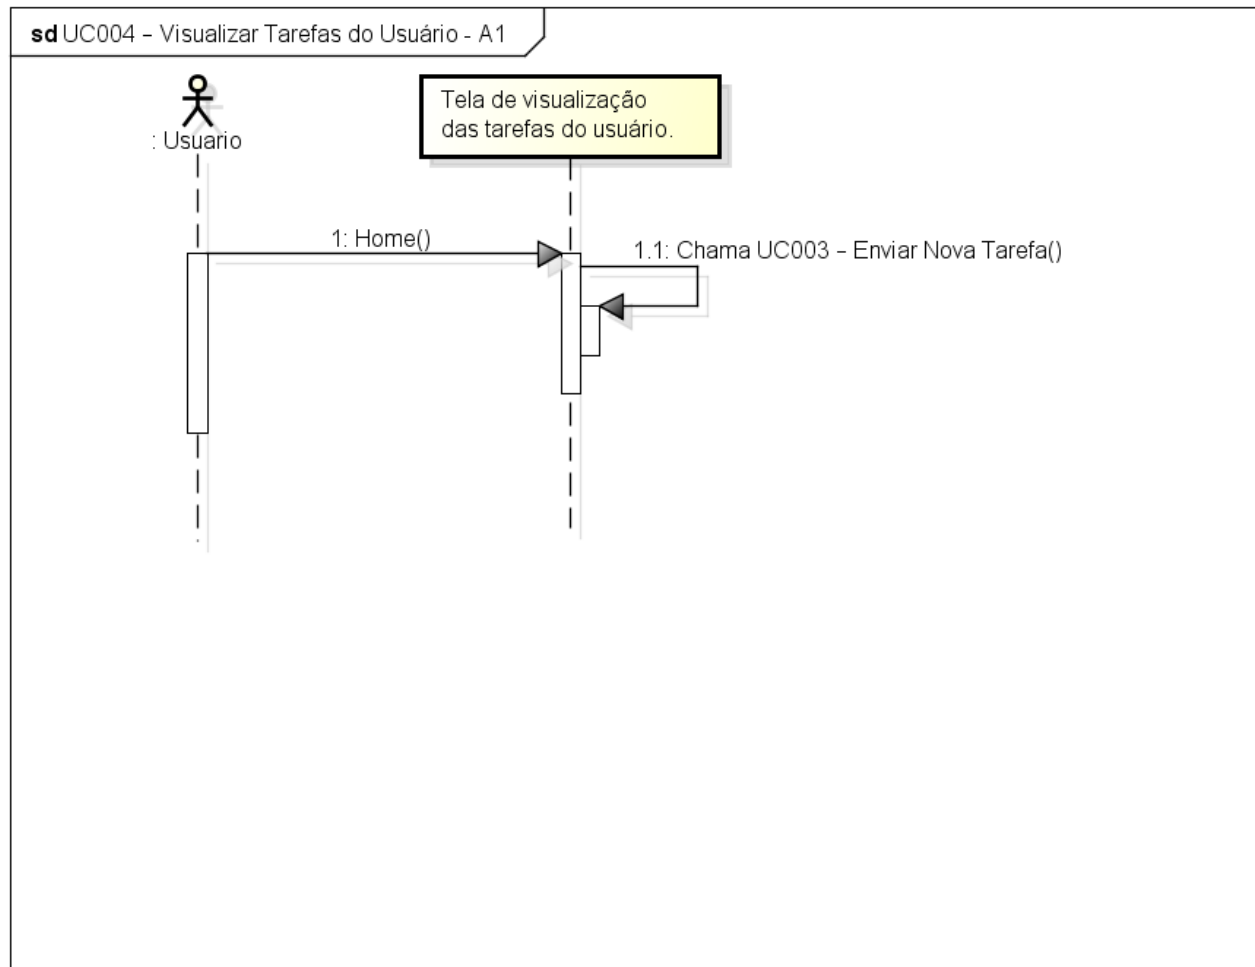 sd UC004 – Visualizar Tarefas do Usuário - A1
: Usuario
Tela de visualização
das tarefas do usuário.
1: Home()
1.1: Chama UC003 – Enviar Nova Tarefa()